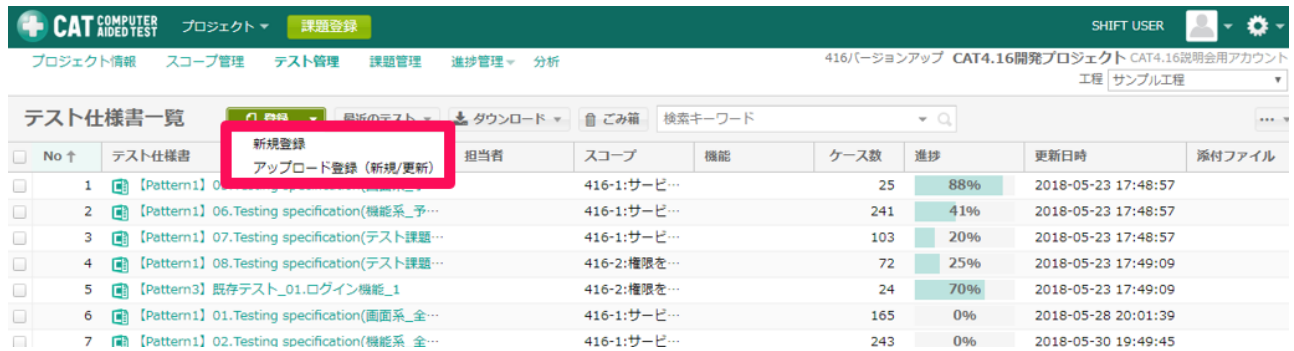 CAT COMPUTER AIDED TEST プロジェクト 課題登録 SHIFT USER
プロジェクト情報 スコープ管理 テスト管理 課題管理 進捗管理 分析 416バージョンアップ CAT4.16開発プロジェクト CAT4.16説明会用アカウント
工程 サンプル工程
テスト仕様書一覧 登録 最近のテスト ダウンロード ごみ箱 検索キーワード ...
新規登録
アップロード登録（新規/更新）
No↑ テスト仕様書 担当者 スコープ 機能 ケース数 進捗 更新日時 添付ファイル
1 【Pattern1】 416-1:サービ… 25 88% 2018-05-23 17:48:57
2 【Pattern1】06.Testing specification(機能系_予… 416-1:サービ… 241 41% 2018-05-23 17:48:57
3 【Pattern1】07.Testing specification(テスト課題… 416-1:サービ… 103 20% 2018-05-23 17:48:57
4 【Pattern1】08.Testing specification(テスト課題… 416-2:権限を… 72 25% 2018-05-23 17:49:09
5 【Pattern3】既存テスト_01.ログイン機能_1 416-2:権限を… 24 70% 2018-05-23 17:49:09
6 【Pattern1】01.Testing specification(画面系_全… 416-1:サービ… 165 0% 2018-05-28 20:01:39
7 【Pattern1】02.Testing specification(機能系_全… 416-1:サービ… 243 0% 2018-05-30 19:49:45